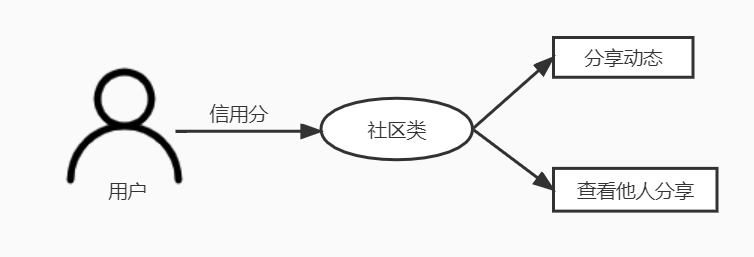 用户
信用分
社区类
分享动态
查看他人分享